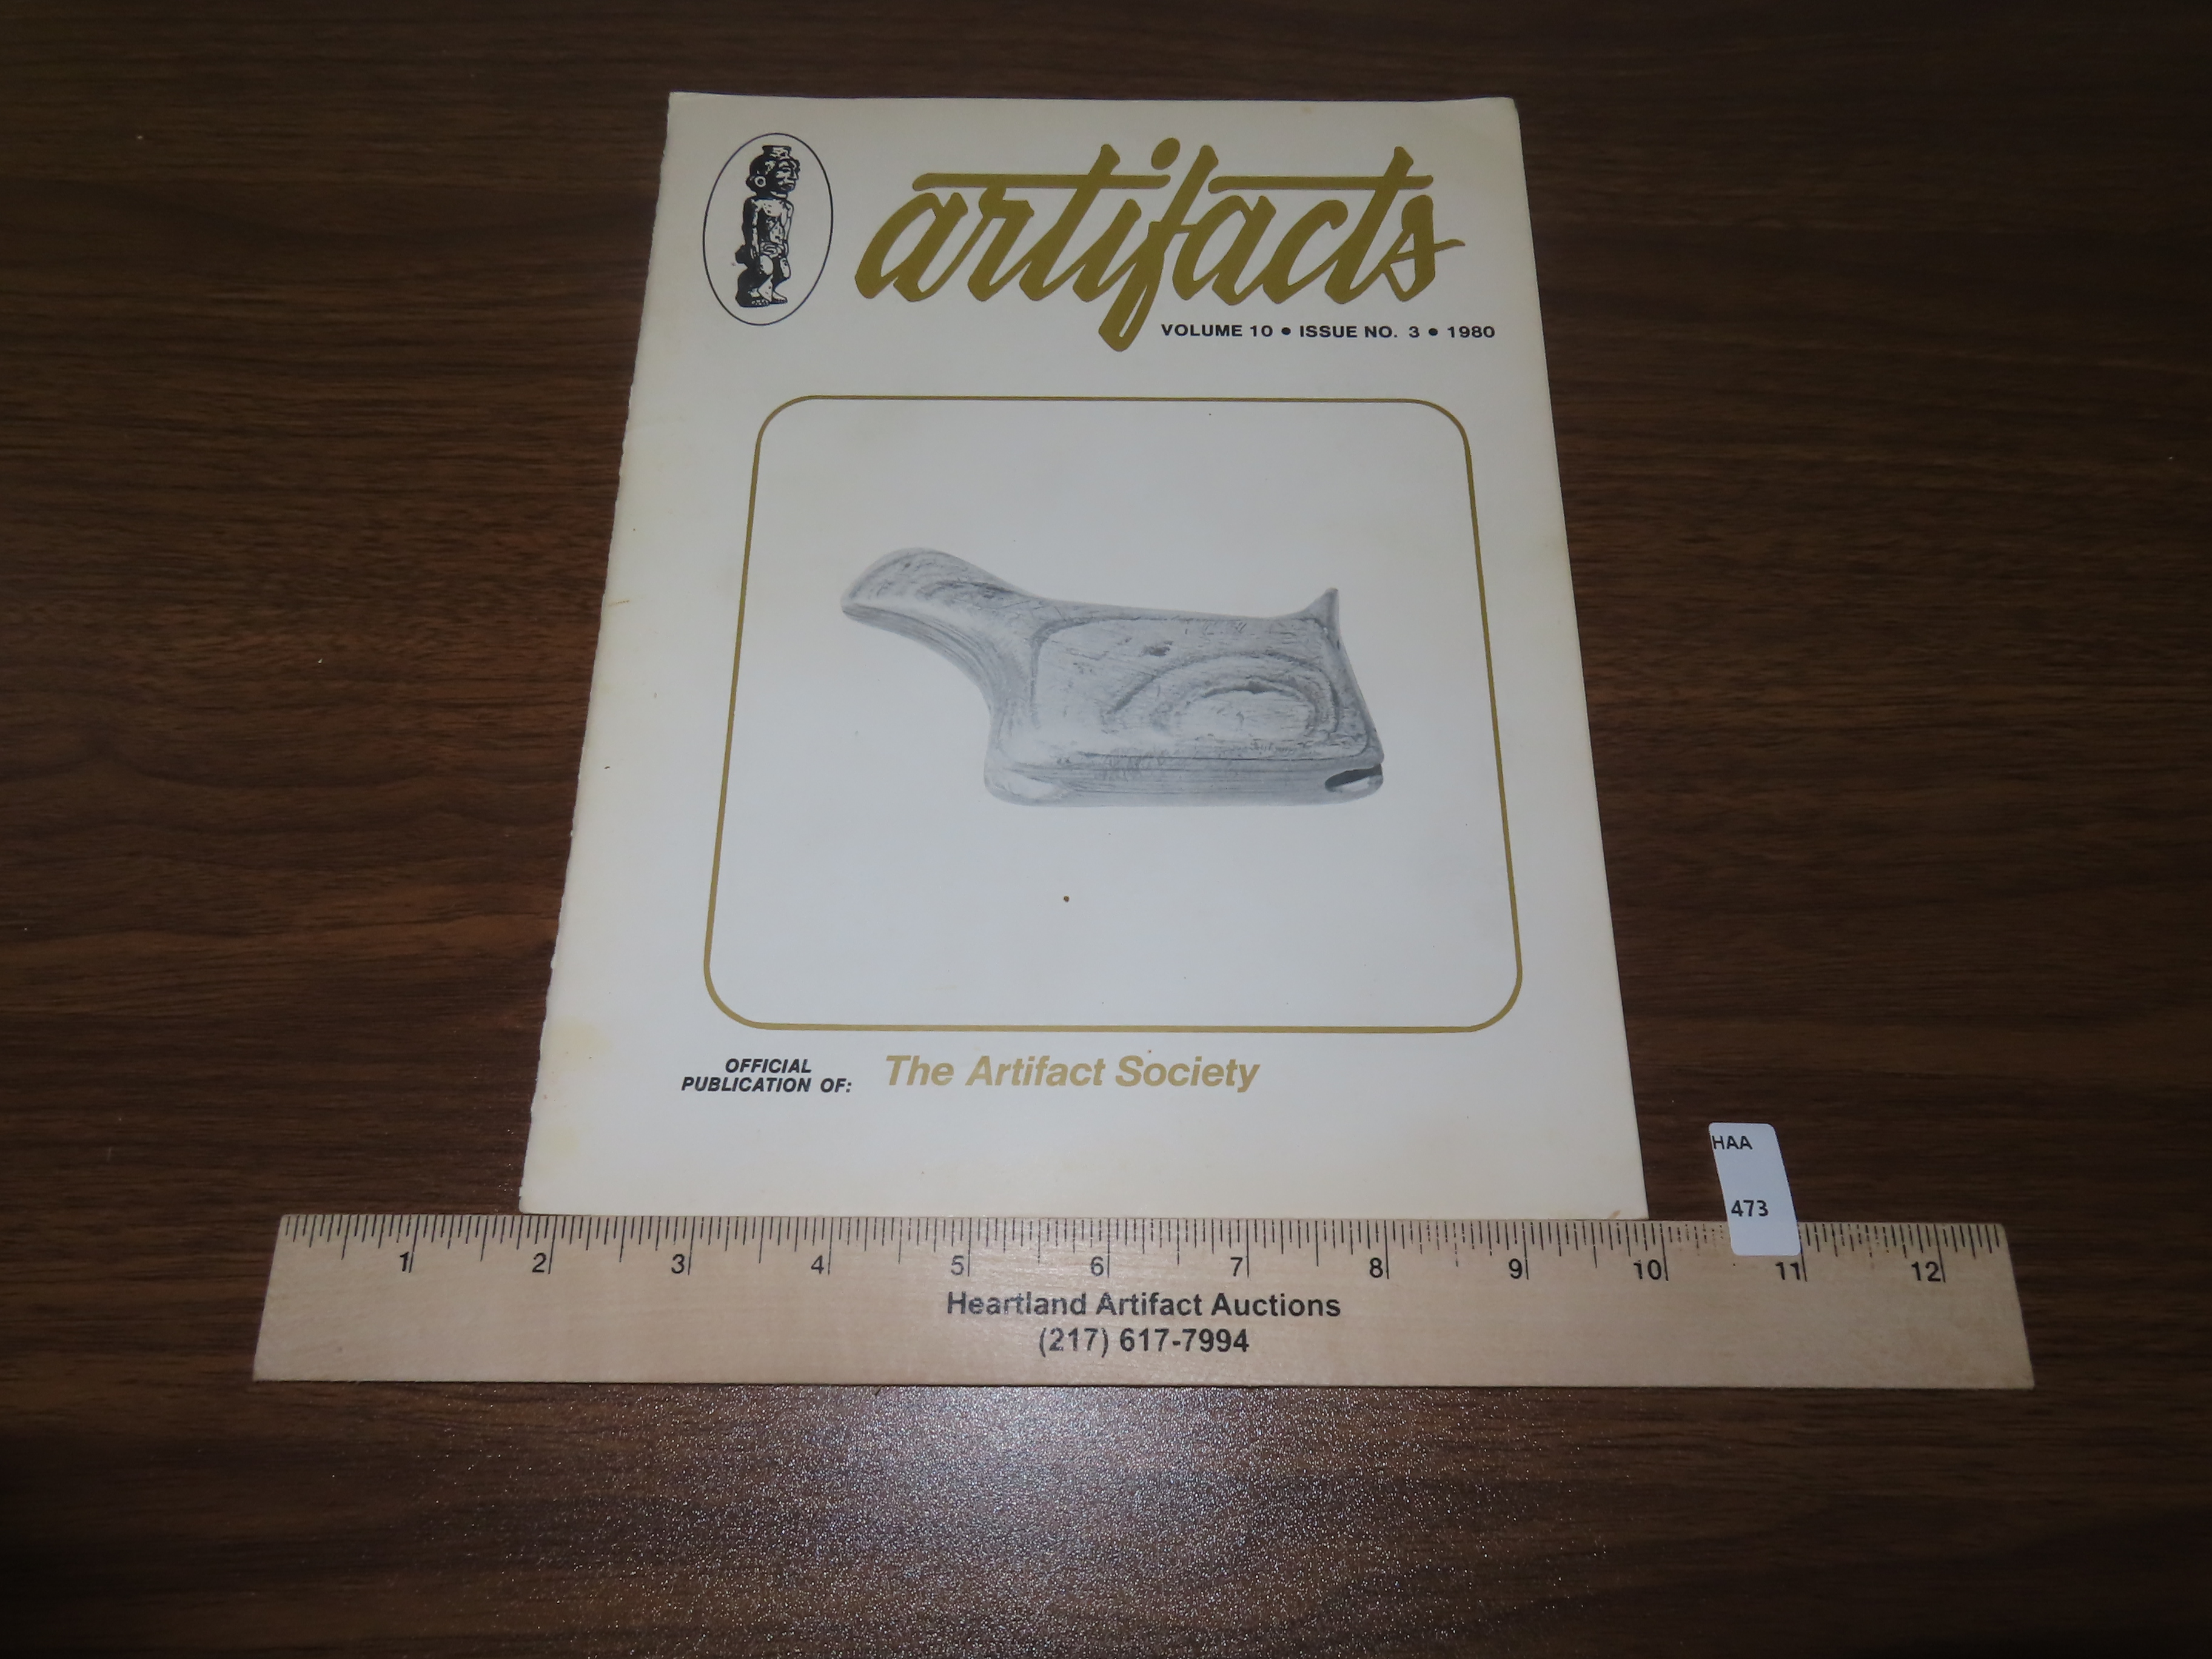 artifacts
VOLUME 10 • ISSUE NO. 3 • 1980
OFFICIAL
PUBLICATION OF:
The Artifact Society
HAA
473
1 2 3 4 5 6 7 8 9 10 11 12
Heartland Artifact Auctions
(217) 617-7994